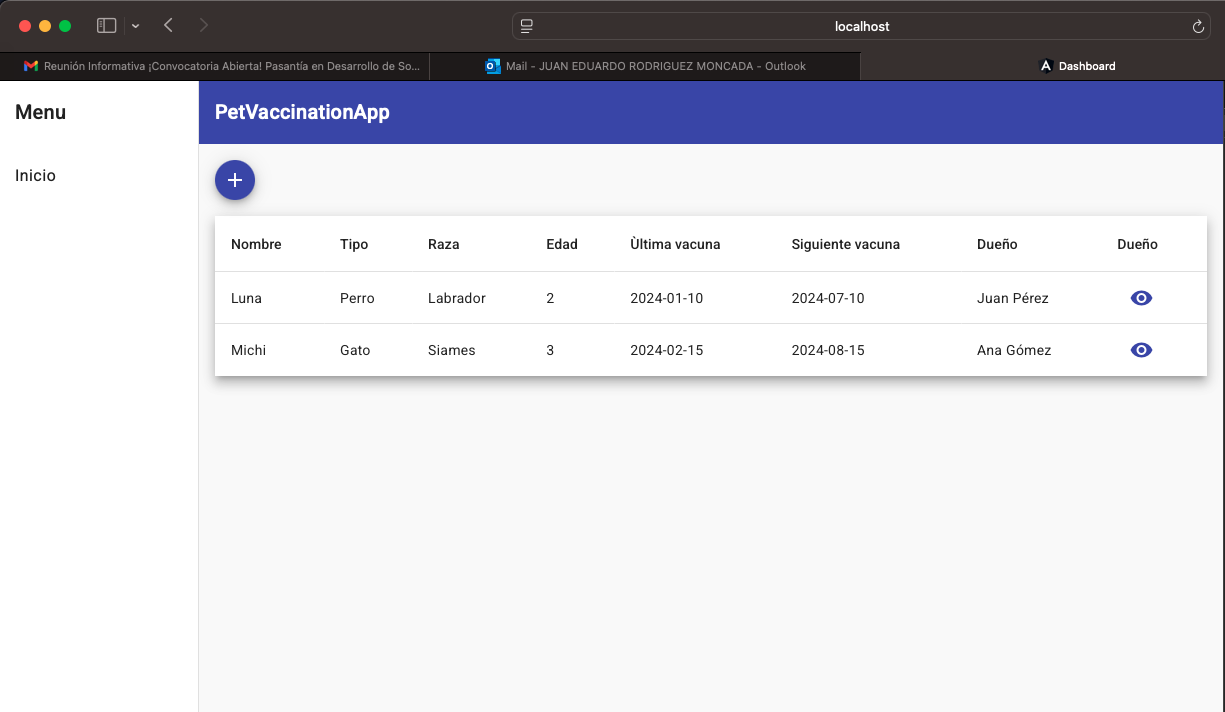 localhost
Reunión Informativa ¡Convocatoria Abierta! Pasantía en Desarrollo de So...
Mail - JUAN EDUARDO RODRIGUEZ MONCADA - Outlook
Dashboard
Menu
PetVaccinationApp
Inicio
+
Nombre Tipo Raza Edad Ùltima vacuna Siguiente vacuna Dueño Dueño
Luna Perro Labrador 2 2024-01-10 2024-07-10 Juan Pérez
Michi Gato Siames 3 2024-02-15 2024-08-15 Ana Gómez